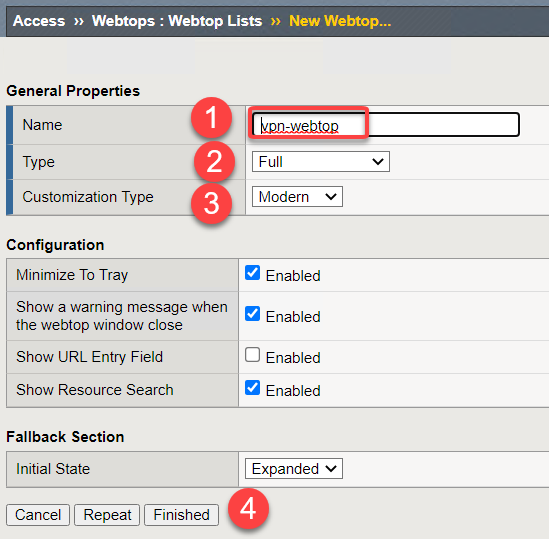 Access ›› Webtops : Webtop Lists ›› New Webtop...
General Properties
Name 1 vpn-webtop
Type 2 Full
Customization Type 3 Modern
Configuration
Minimize To Tray Enabled
Show a warning message when
the webtop window close Enabled
Show URL Entry Field Enabled
Show Resource Search Enabled
Fallback Section
Initial State Expanded
Cancel Repeat Finished 4